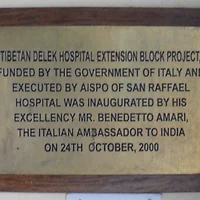 TIBETAN DELEK HOSPITAL EXTENSION BLOCK PROJECT,
FUNDED BY THE GOVERNMENT OF ITALY AND
EXECUTED BY AISPO OF SAN RAFFAEL
HOSPITAL WAS INAUGURATED BY HIS
EXCELLENCY MR. BENEDETTO AMARI,
THE ITALIAN AMBASSADOR TO INDIA
ON 24TH OCTOBER, 2000